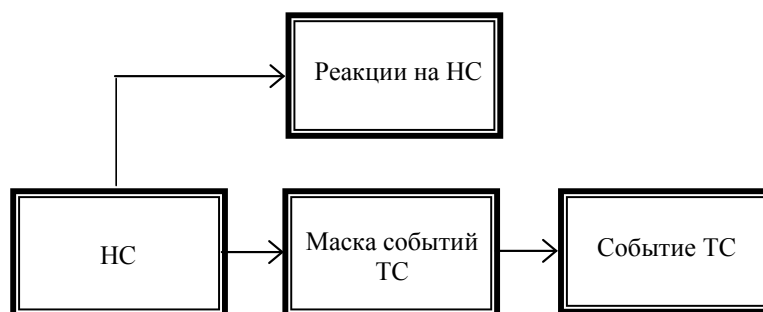 Реакции на НС
НС
Маска событий
ТС
Событие ТС